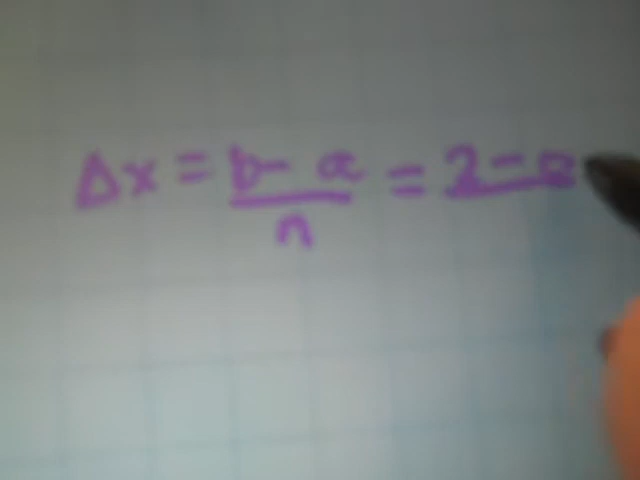 Δx = b - a / n = 2 - 0